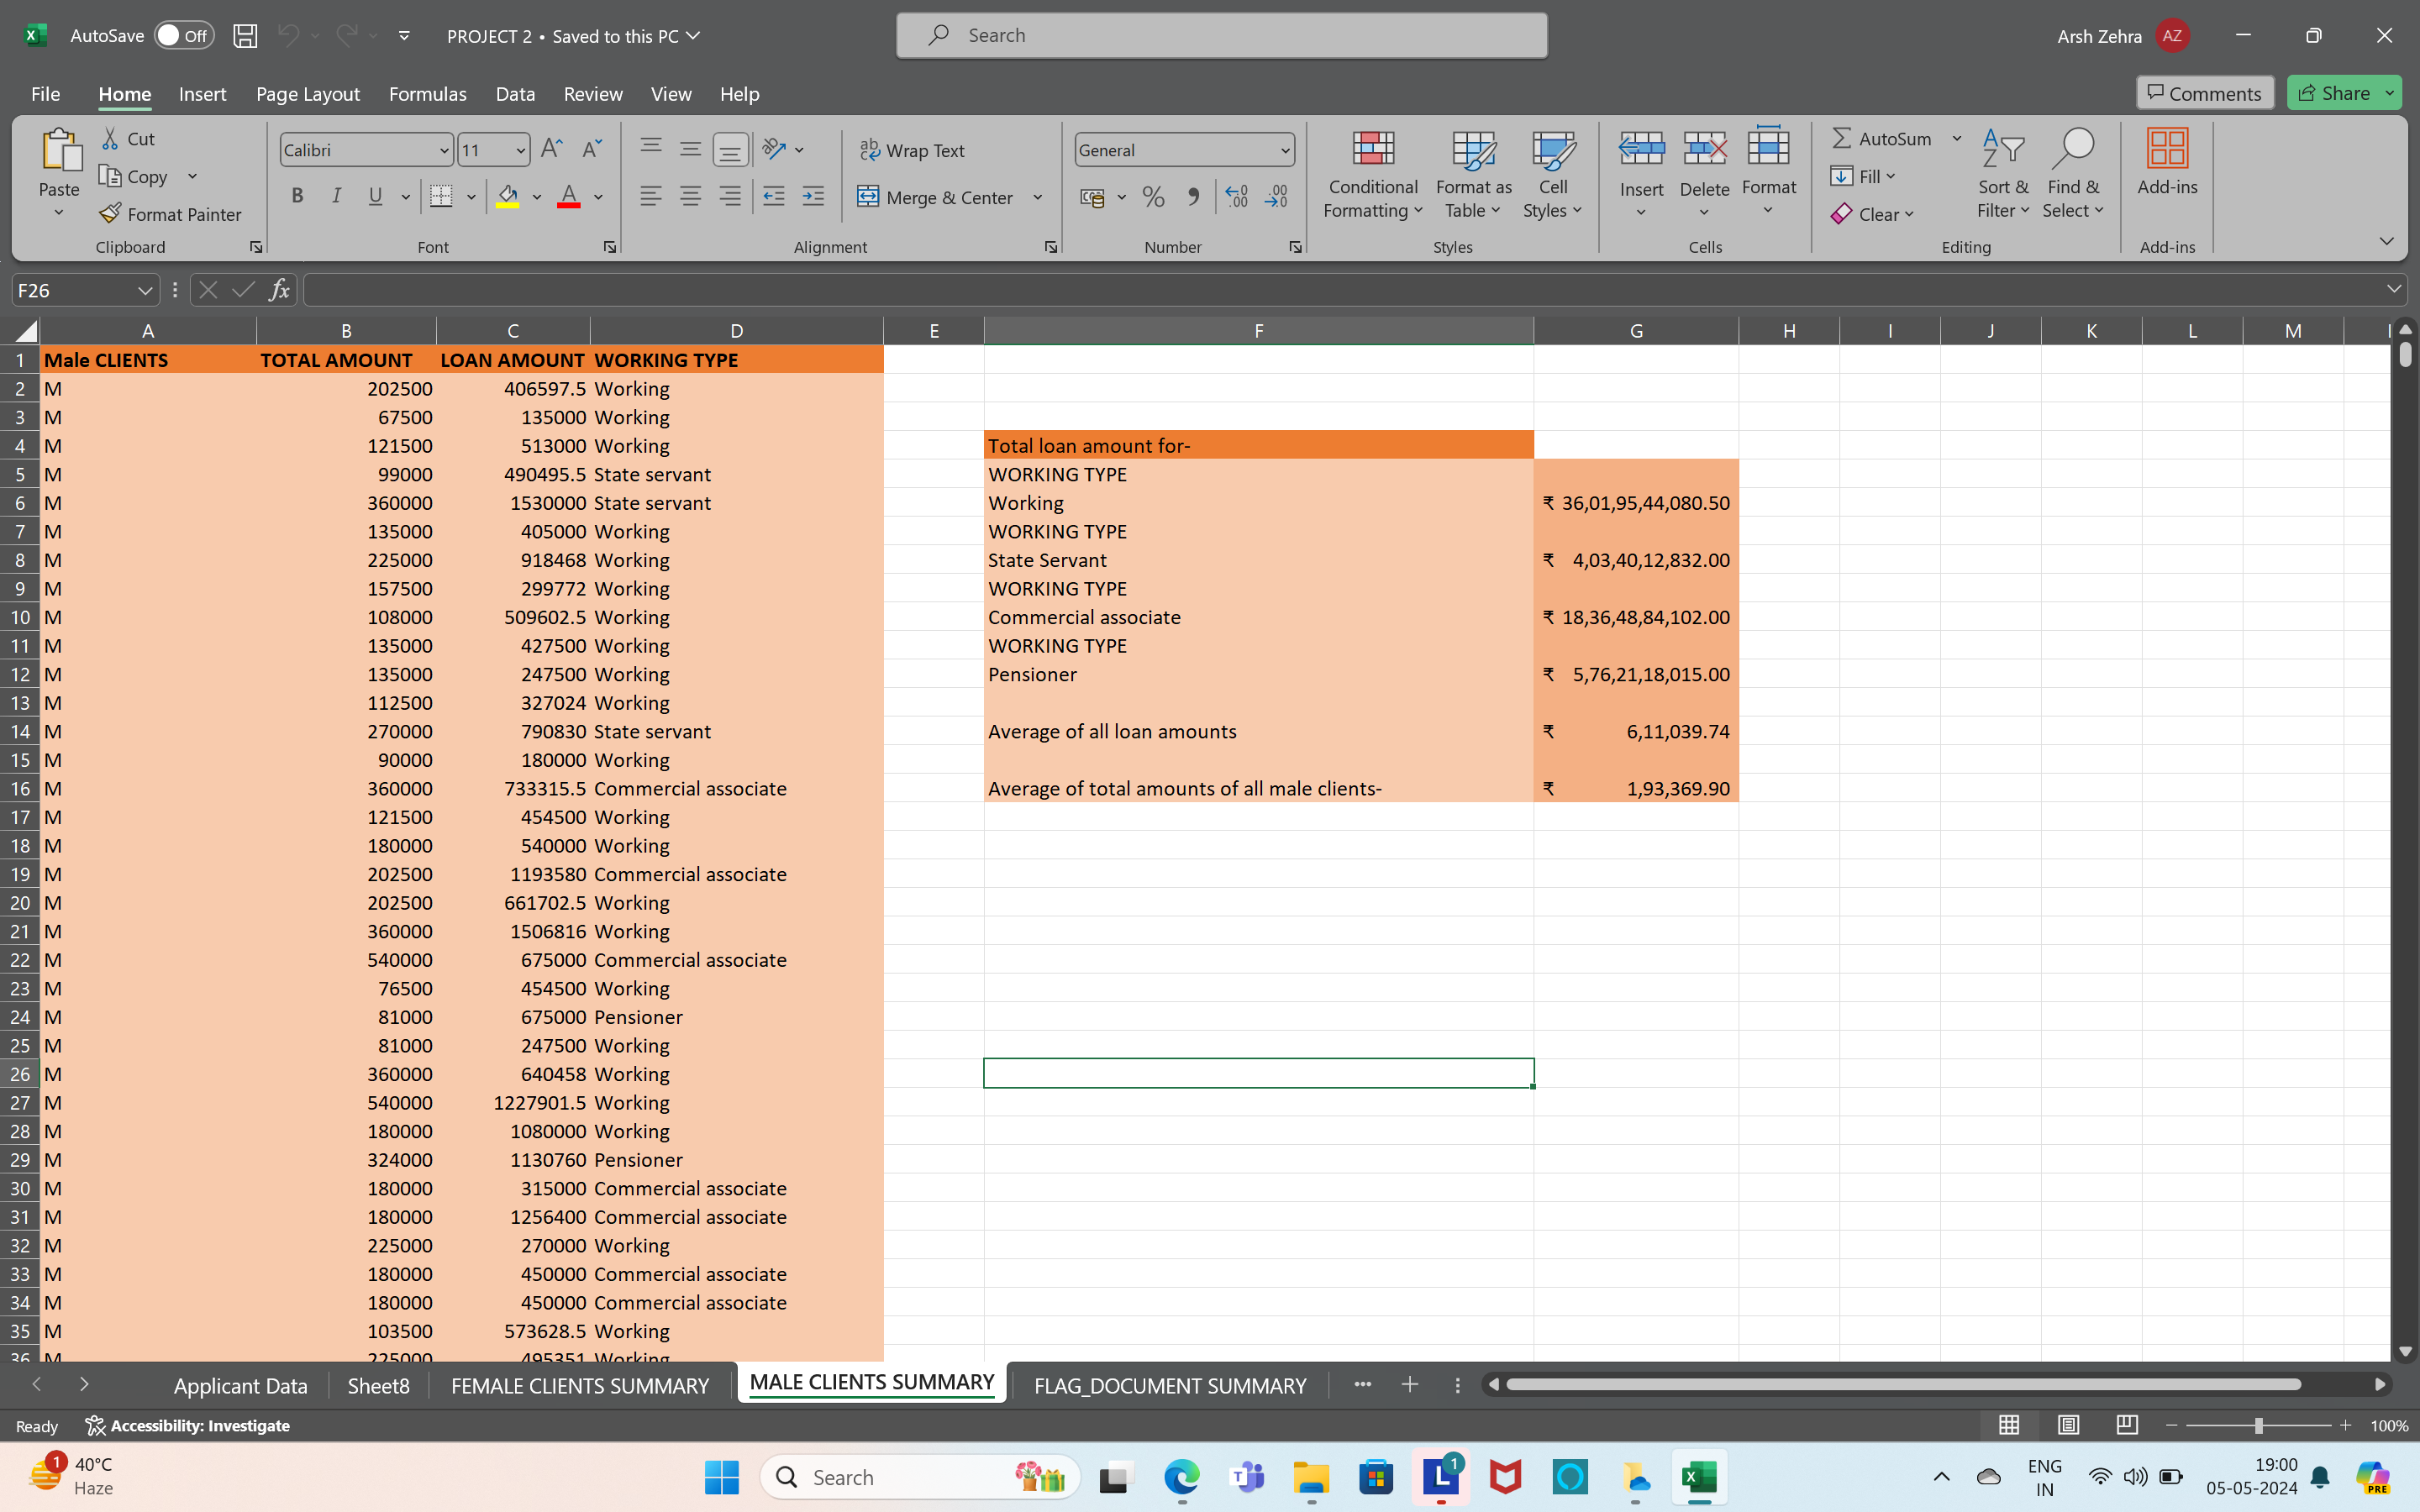 AutoSave Off PROJECT 2 • Saved to this PC Search Arsh Zehra AZ
File Home Insert Page Layout Formulas Data Review View Help Comments Share
Paste Cut Copy Format Painter Clipboard
Calibri 11 B I U A Font
Wrap Text Merge & Center Alignment
General % Number
Conditional Formatting Format as Table Cell Styles Styles
Insert Delete Format Cells
AutoSum Fill Clear Sort & Filter Find & Select Editing
Add-ins Add-ins
F26 fx
A B C D E F G H I J K L M
1 Male CLIENTS TOTAL AMOUNT LOAN AMOUNT WORKING TYPE
2 M 202500 406597.5 Working
3 M 67500 135000 Working
4 M 121500 513000 Working Total loan amount for-
5 M 99000 490495.5 State servant WORKING TYPE
6 M 360000 1530000 State servant Working ₹ 36,01,95,44,080.50
7 M 135000 405000 Working WORKING TYPE
8 M 225000 918468 Working State Servant ₹ 4,03,40,12,832.00
9 M 157500 299772 Working WORKING TYPE
10 M 108000 509602.5 Working Commercial associate ₹ 18,36,48,84,102.00
11 M 135000 427500 Working WORKING TYPE
12 M 135000 247500 Working Pensioner ₹ 5,76,21,18,015.00
13 M 112500 327024 Working
14 M 270000 790830 State servant Average of all loan amounts ₹ 6,11,039.74
15 M 90000 180000 Working
16 M 360000 733315.5 Commercial associate Average of total amounts of all male clients- ₹ 1,93,369.90
17 M 121500 454500 Working
18 M 180000 540000 Working
19 M 202500 1193580 Commercial associate
20 M 202500 661702.5 Working
21 M 360000 1506816 Working
22 M 540000 675000 Commercial associate
23 M 76500 454500 Working
24 M 81000 675000 Pensioner
25 M 81000 247500 Working
26 M 360000 640458 Working
27 M 540000 1227901.5 Working
28 M 180000 1080000 Working
29 M 324000 1130760 Pensioner
30 M 180000 315000 Commercial associate
31 M 180000 1256400 Commercial associate
32 M 225000 270000 Working
33 M 180000 450000 Commercial associate
34 M 180000 450000 Commercial associate
35 M 103500 573628.5 Working
36 M 225000 495351 Working
Applicant Data Sheet8 FEMALE CLIENTS SUMMARY MALE CLIENTS SUMMARY FLAG_DOCUMENT SUMMARY
Ready Accessibility: Investigate 100%
1 40°C Search 1 ENG 19:00
Haze IN 05-05-2024 PRE